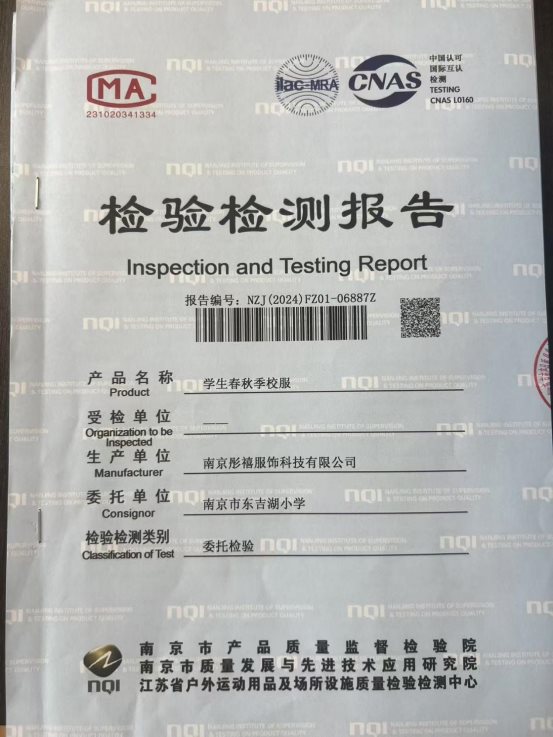 MA
231020341334
ilac-MRA
CNAS
中国认可
国际互认
检测
TESTING
CNAS L0160
检验检测报告
Inspection and Testing Report
报告编号: NZJ(2024)FZ01-06887Z
产品名称
Product
学生春秋季校服
受检单位
Organization to be
Inspected
——
生产单位
Manufacturer
南京彤禧服饰科技有限公司
委托单位
Consignor
南京市东吉湖小学
检验检测类别
Classification of Test
委托检验
nqi
南京市产品质量监督检验院
南京市质量发展与先进技术应用研究院
江苏省户外运动用品及场所设施质量检验检测中心